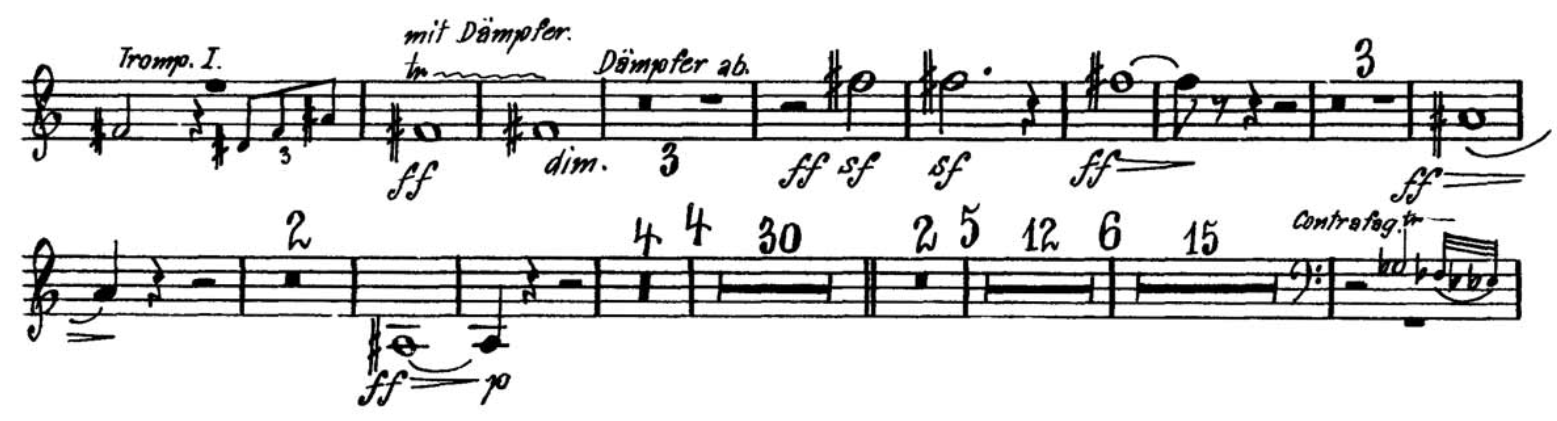 mit Dämpfer.
Tromp. I. tr Dämpfer ab. 3
3 3
ff dim. ff sf sf ff ff
2 4 4 30 2 5 12 6 15 Contrafag. tr
ff p